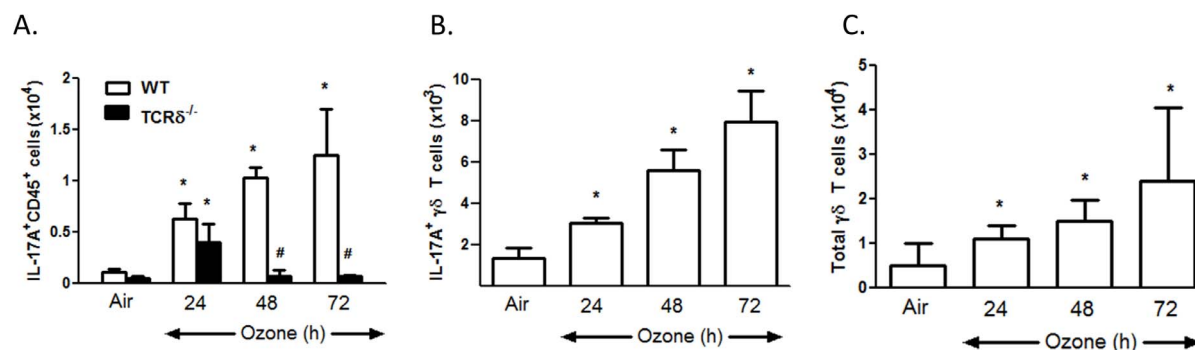 A.
IL-17A⁺CD45⁺ cells (x10⁴)
2
1.5
1
0.5
0
WT
TCRδ⁻/⁻
* * * * # #
Air 24 48 72
Ozone (h)
B.
IL-17A⁺ γδ T cells (x10³)
10
8
6
4
2
* * *
Air 24 48 72
Ozone (h)
C.
Total γδ T cells (x10⁴)
5
4
3
2
1
0
* * *
Air 24 48 72
Ozone (h)